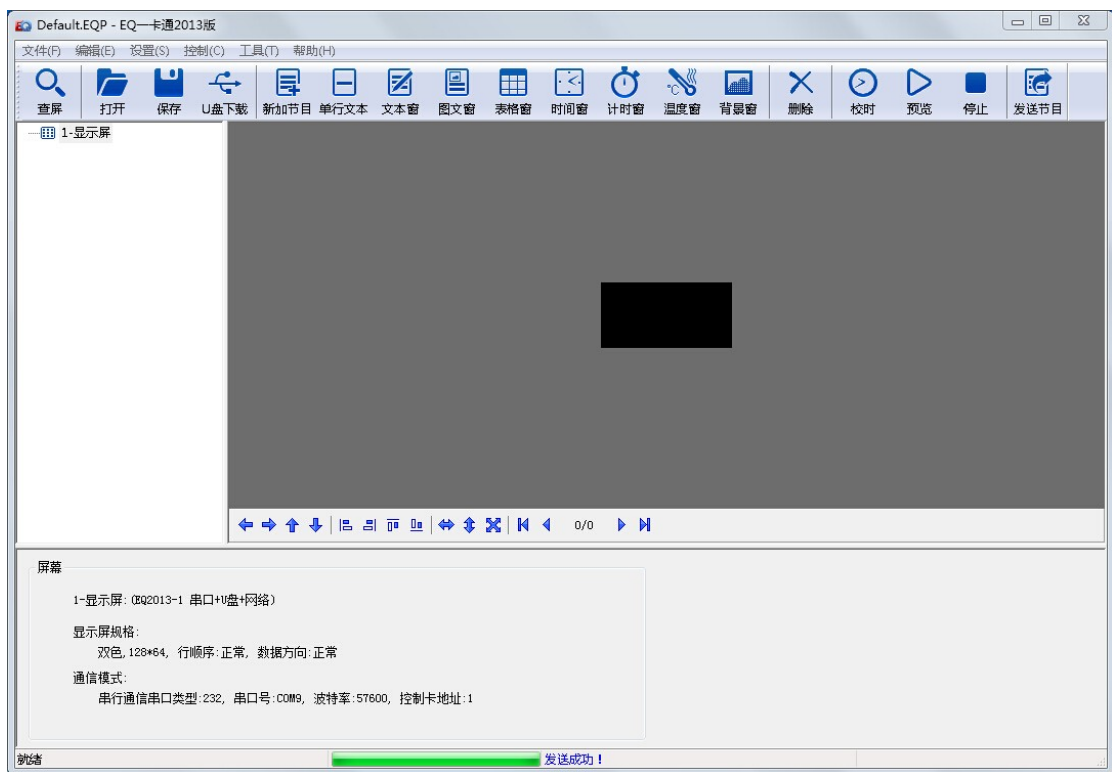 Default.EQP - EQ一卡通2013版
文件(F) 编辑(E) 设置(S) 控制(C) 工具(T) 帮助(H)
查屏 打开 保存 U盘下载 新加节目 单行文本 文本窗 图文窗 表格窗 时间窗 计时窗 温度窗 背景窗 删除 校时 预览 停止 发送节目
1-显示屏
0/0
屏幕
1-显示屏:(EQ2013-1 串口+U盘+网络)
显示屏规格:
双色,128*64, 行顺序:正常, 数据方向:正常
通信模式:
串行通信串口类型:232, 串口号:COM9, 波特率:57600, 控制卡地址:1
就绪 发送成功!